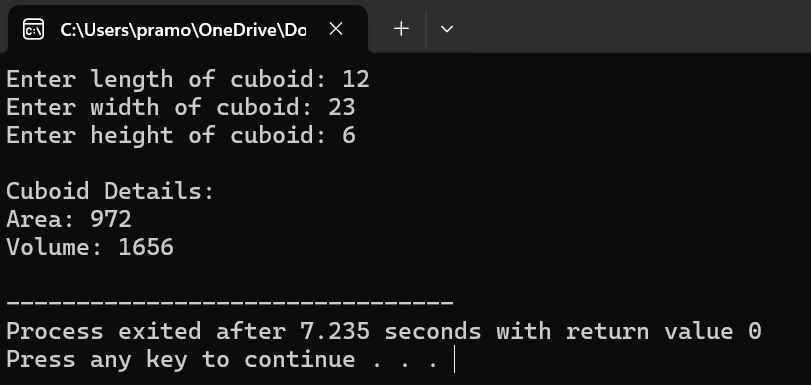 C:\Users\pramo\OneDrive\Do
Enter length of cuboid: 12
Enter width of cuboid: 23
Enter height of cuboid: 6
Cuboid Details:
Area: 972
Volume: 1656
--------------------------------
Process exited after 7.235 seconds with return value 0
Press any key to continue . . .